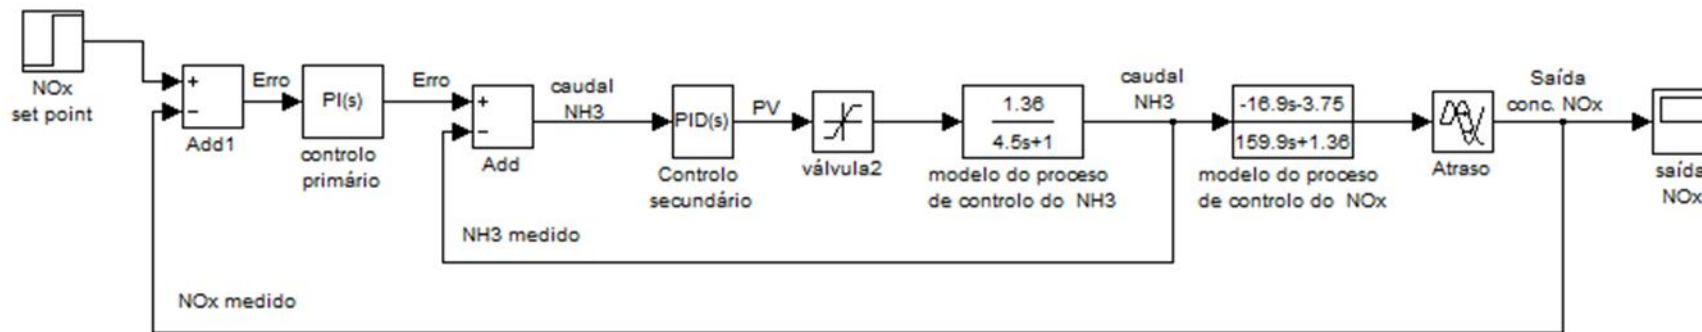 NOx
set point
+
−
Add1
Erro
PI(s)
controlo
primário
Erro
+
−
Add
caudal
NH3
PID(s)
Controlo
secundário
PV
válvula2
1.36
4.5s+1
modelo do proceso
de controlo do NH3
caudal
NH3
-16.9s-3.75
159.9s+1.36
modelo do proceso
de controlo do NOx
Atraso
Saída
conc. NOx
saída
NOx
NH3 medido
NOx medido